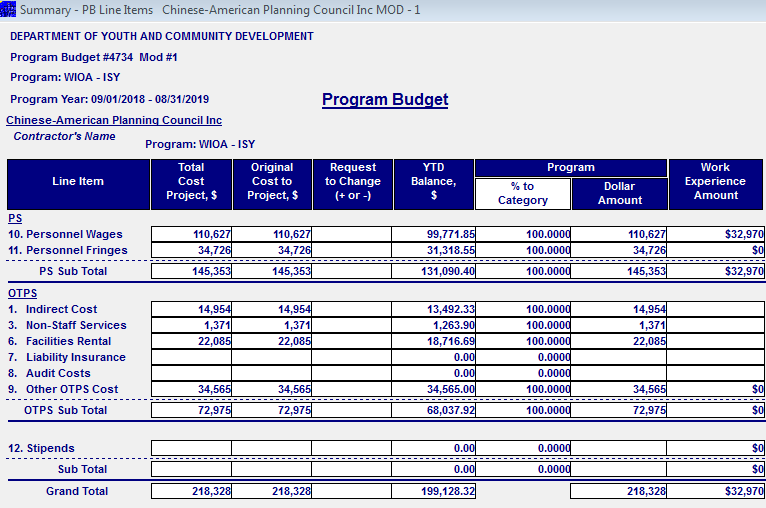 Summary - PB Line Items Chinese-American Planning Council Inc MOD - 1
DEPARTMENT OF YOUTH AND COMMUNITY DEVELOPMENT
Program Budget #4734 Mod #1
Program: WIOA - ISY
Program Year: 09/01/2018 - 08/31/2019
Program Budget
Chinese-American Planning Council Inc
Contractor's Name
Program: WIOA - ISY
Line Item
Total Cost Project, $
Original Cost to Project, $
Request to Change (+ or -)
YTD Balance, $
Program
% to Category
Dollar Amount
Work Experience Amount
PS
10. Personnel Wages 110,627 110,627 99,771.85 100.0000 110,627 $32,970
11. Personnel Fringes 34,726 34,726 31,318.55 100.0000 34,726 $0
PS Sub Total 145,353 145,353 131,090.40 100.0000 145,353 $32,970
OTPS
1. Indirect Cost 14,954 14,954 13,492.33 100.0000 14,954
3. Non-Staff Services 1,371 1,371 1,263.90 100.0000 1,371
6. Facilities Rental 22,085 22,085 18,716.69 100.0000 22,085
7. Liability Insurance 0.00 0.0000
8. Audit Costs 0.00 0.0000
9. Other OTPS Cost 34,565 34,565 34,565.00 100.0000 34,565 $0
OTPS Sub Total 72,975 72,975 68,037.92 100.0000 72,975 $0
12. Stipends 0.00 0.0000 $0
Sub Total 0.00 0.0000 $0
Grand Total 218,328 218,328 199,128.32 218,328 $32,970